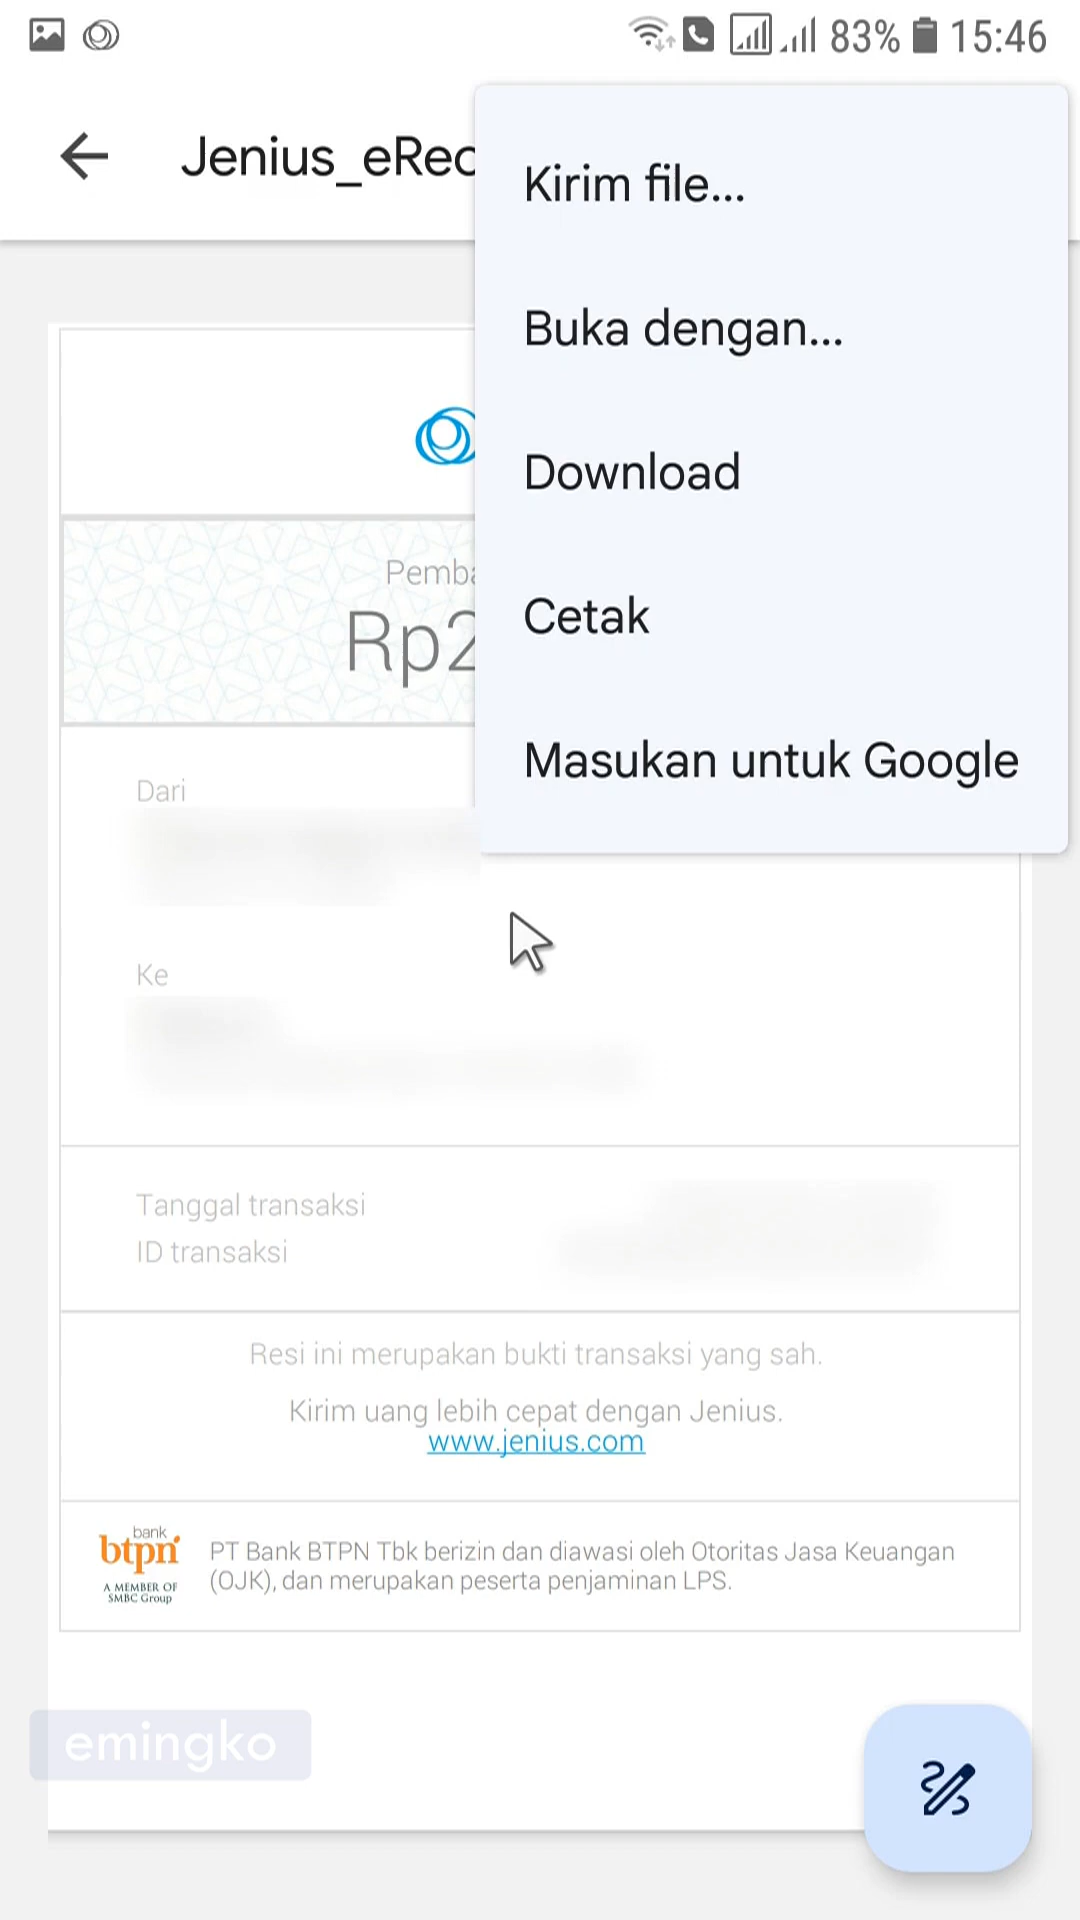 83% 15:46
Jenius_eRec
Kirim file...
Buka dengan...
Download
Cetak
Masukan untuk Google
Pemba
Rp2
Dari
Ke
Tanggal transaksi
ID transaksi
Resi ini merupakan bukti transaksi yang sah.
Kirim uang lebih cepat dengan Jenius.
www.jenius.com
bank
btpn
A MEMBER OF
SMBC Group
PT Bank BTPN Tbk berizin dan diawasi oleh Otoritas Jasa Keuangan
(OJK), dan merupakan peserta penjaminan LPS.
emingko